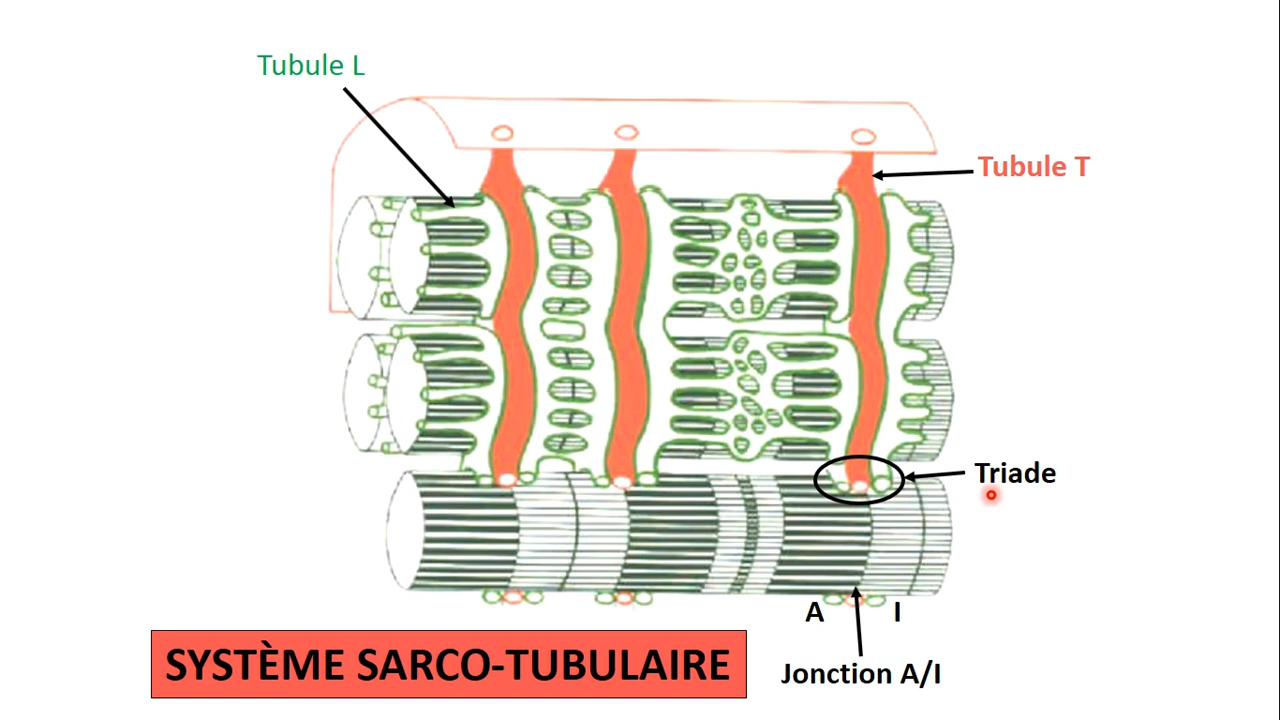 Tubule L
Tubule T
Triade
A I
Jonction A/I
SYSTÈME SARCO-TUBULAIRE